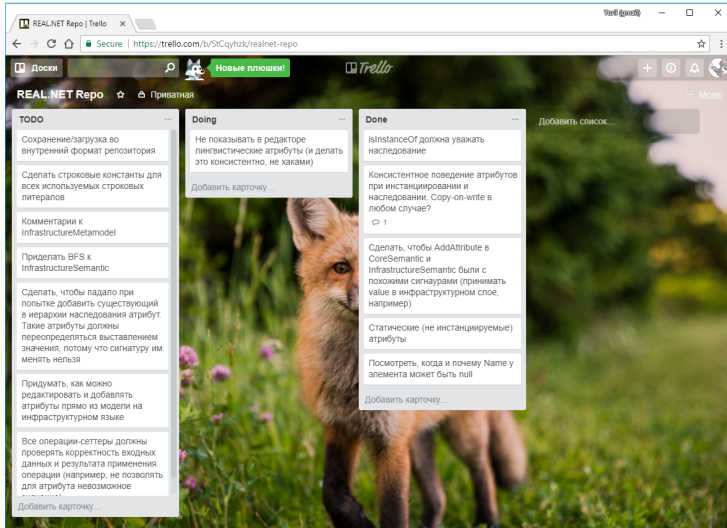 REAL.NET Repo | Trello
Yurii (gmail)
Secure | https://trello.com/b/StCqyhzk/realnet-repo
Доски
Новые плюшки!
Trello
REAL.NET Repo
Приватная
Меню
TODO
Сохранение/загрузка во
внутренний формат репозитория
Сделать строковые константы для
всех используемых строковых
литералов
Комментарии к
InfrastructureMetamodel
Приделать BFS к
InfrastructureSemantic
Сделать, чтобы падало при
попытке добавить существующий
в иерархии наследования атрибут.
Такие атрибуты должны
переопределяться выставлением
значения, потому что сигнатуру им
менять нельзя
Придумать, как можно
редактировать и добавлять
атрибуты прямо из модели на
инфраструктурном языке
Все операции-сеттеры должны
проверять корректность входных
данных и результата применения
операции (например, не позволять
для атрибута невозможное
Добавить карточку...
Doing
Не показывать в редакторе
лингвистические атрибуты (и делать
это консистентно, не хаками)
Добавить карточку...
Done
isInstanceOf должна уважать
наследование
Консистентное поведение атрибутов
при инстанциировании и
наследовании. Copy-on-write в
любом случае?
1
Сделать, чтобы AddAttribute в
CoreSemantic и
InfrastructureSemantic были с
похожими сигнаурами (принимать
value в инфраструктурном слое,
например)
Статические (не инстанциируемые)
атрибуты
Посмотреть, когда и почему Name у
элемента может быть null
Добавить карточку...
Добавить список...